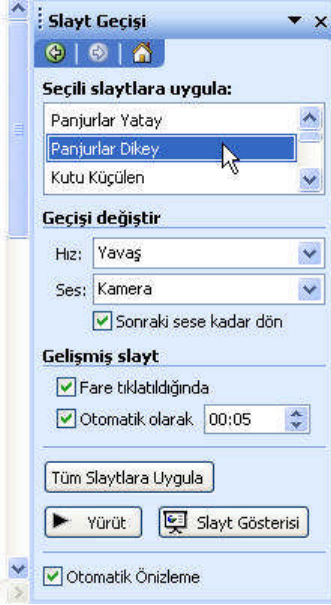 Slayt Geçişi
Seçili slaytlara uygula:
Panjurlar Yatay
Panjurlar Dikey
Kutu Küçülen
Geçişi değiştir
Hız: Yavaş
Ses: Kamera
Sonraki sese kadar dön
Gelişmiş slayt
Fare tıklatıldığında
Otomatik olarak 00:05
Tüm Slaytlara Uygula
Yürüt Slayt Gösterisi
Otomatik Önizleme